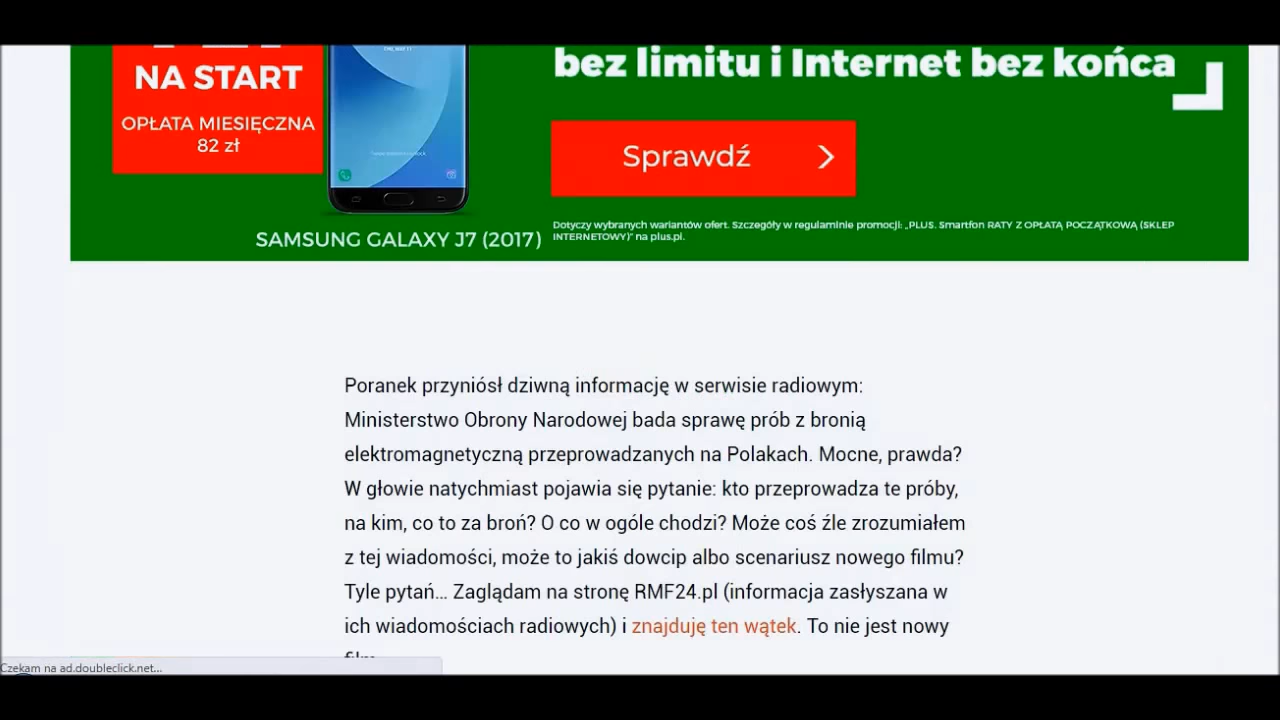 NA START
OPŁATA MIESIĘCZNA
82 zł
SAMSUNG GALAXY J7 (2017)
bez limitu i Internet bez końca
Sprawdź
Dotyczy wybranych wariantów ofert. Szczegóły w regulaminie promocji: „PLUS. Smartfon RATY Z OPŁATĄ POCZĄTKOWĄ (SKLEP
INTERNETOWY)” na plus.pl.
Poranek przyniósł dziwną informację w serwisie radiowym:
Ministerstwo Obrony Narodowej bada sprawę prób z bronią
elektromagnetyczną przeprowadzanych na Polakach. Mocne, prawda?
W głowie natychmiast pojawia się pytanie: kto przeprowadza te próby,
na kim, co to za broń? O co w ogóle chodzi? Może coś źle zrozumiałem
z tej wiadomości, może to jakiś dowcip albo scenariusz nowego filmu?
Tyle pytań... Zaglądam na stronę RMF24.pl (informacja zasłyszana w
ich wiadomościach radiowych) i znajduję ten wątek. To nie jest nowy
Czekam na ad.doubleclick.net...